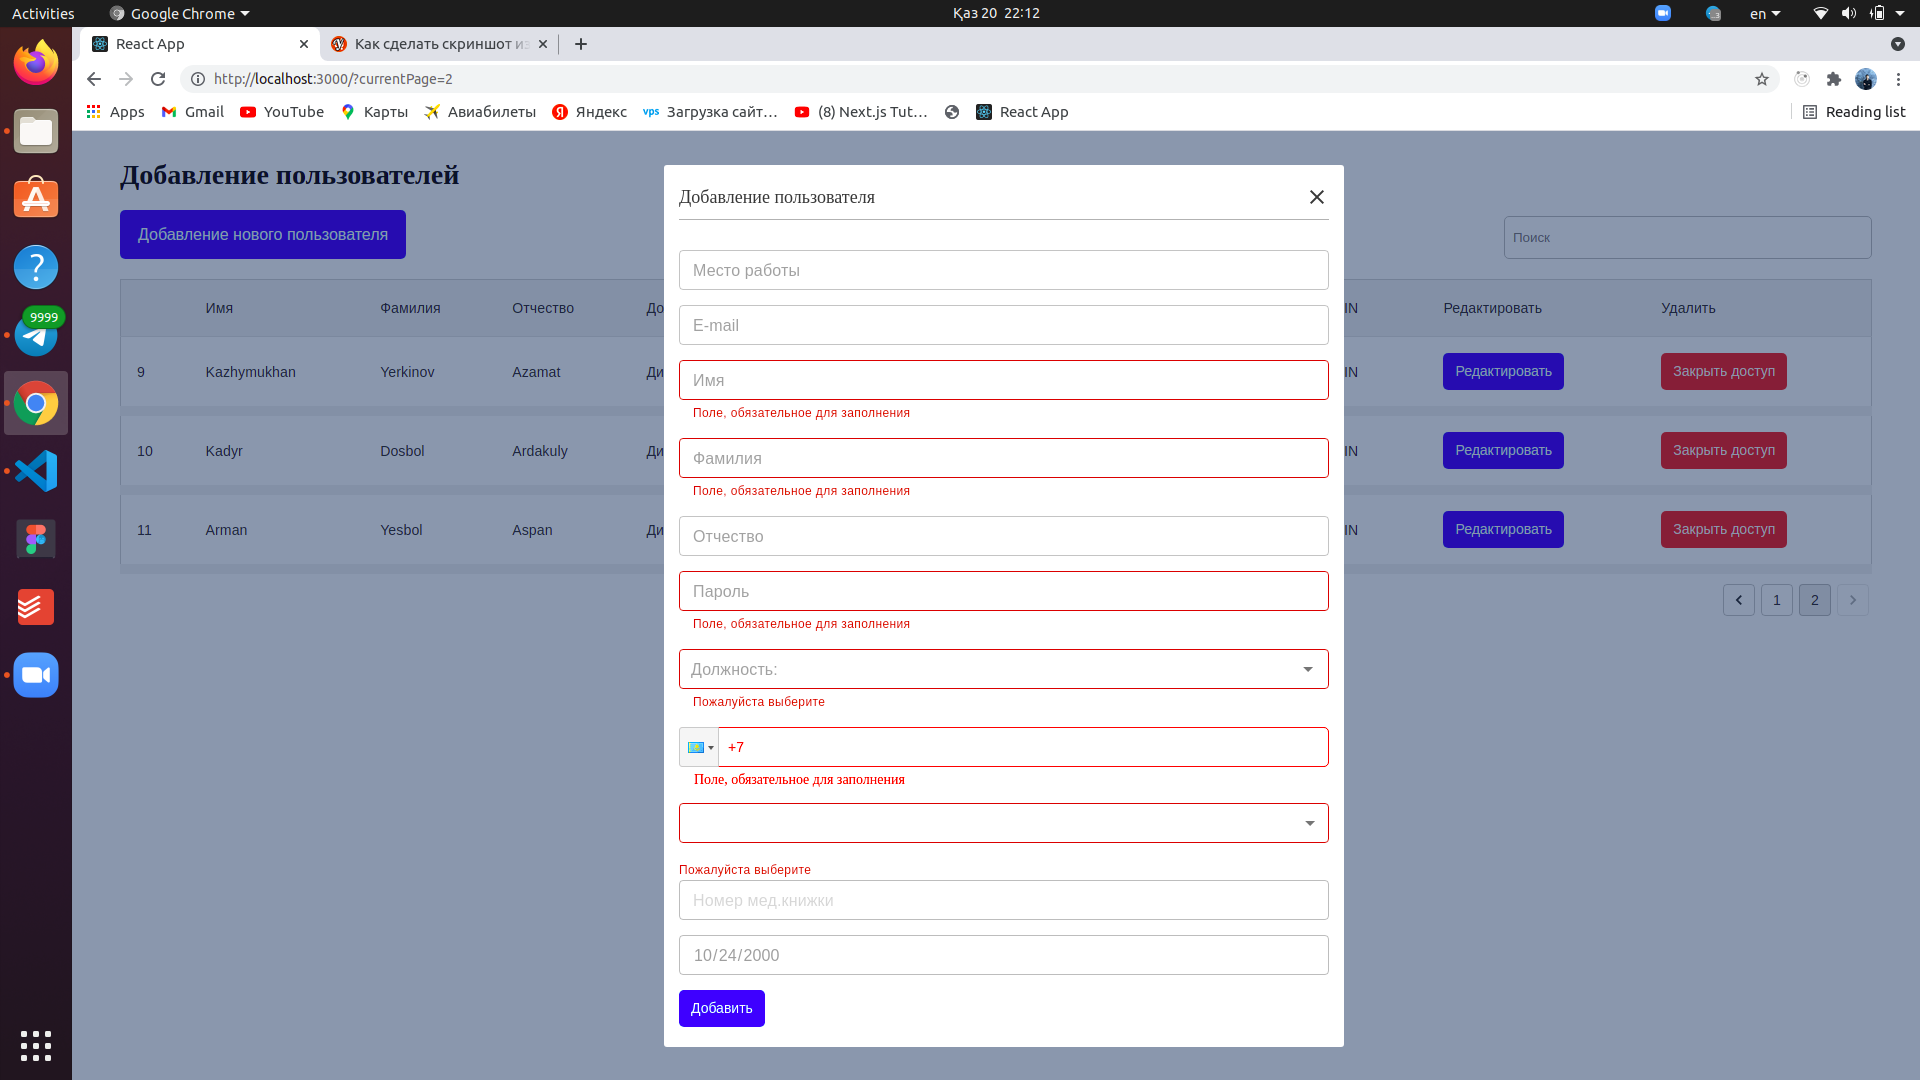 Activities
Google Chrome
Қаз 20 22:12
en
React App
Как сделать скриншот из
http://localhost:3000/?currentPage=2
Apps
Gmail
YouTube
Карты
Авиабилеты
Яндекс
vps
Загрузка сайт…
(8) Next.js Tut…
React App
Reading list
9999
Добавление пользователей
Добавление нового пользователя
Поиск
Имя
Фамилия
Отчество
До
IN
Редактировать
Удалить
9
Kazhymukhan
Yerkinov
Azamat
Ди
IN
Редактировать
Закрыть доступ
10
Kadyr
Dosbol
Ardakuly
Ди
IN
Редактировать
Закрыть доступ
11
Arman
Yesbol
Aspan
Ди
IN
Редактировать
Закрыть доступ
1
2
Добавление пользователя
Место работы
E-mail
Имя
Поле, обязательное для заполнения
Фамилия
Поле, обязательное для заполнения
Отчество
Пароль
Поле, обязательное для заполнения
Должность:
Пожалуйста выберите
+7
Поле, обязательное для заполнения
Пожалуйста выберите
Номер мед.книжки
10/24/2000
Добавить